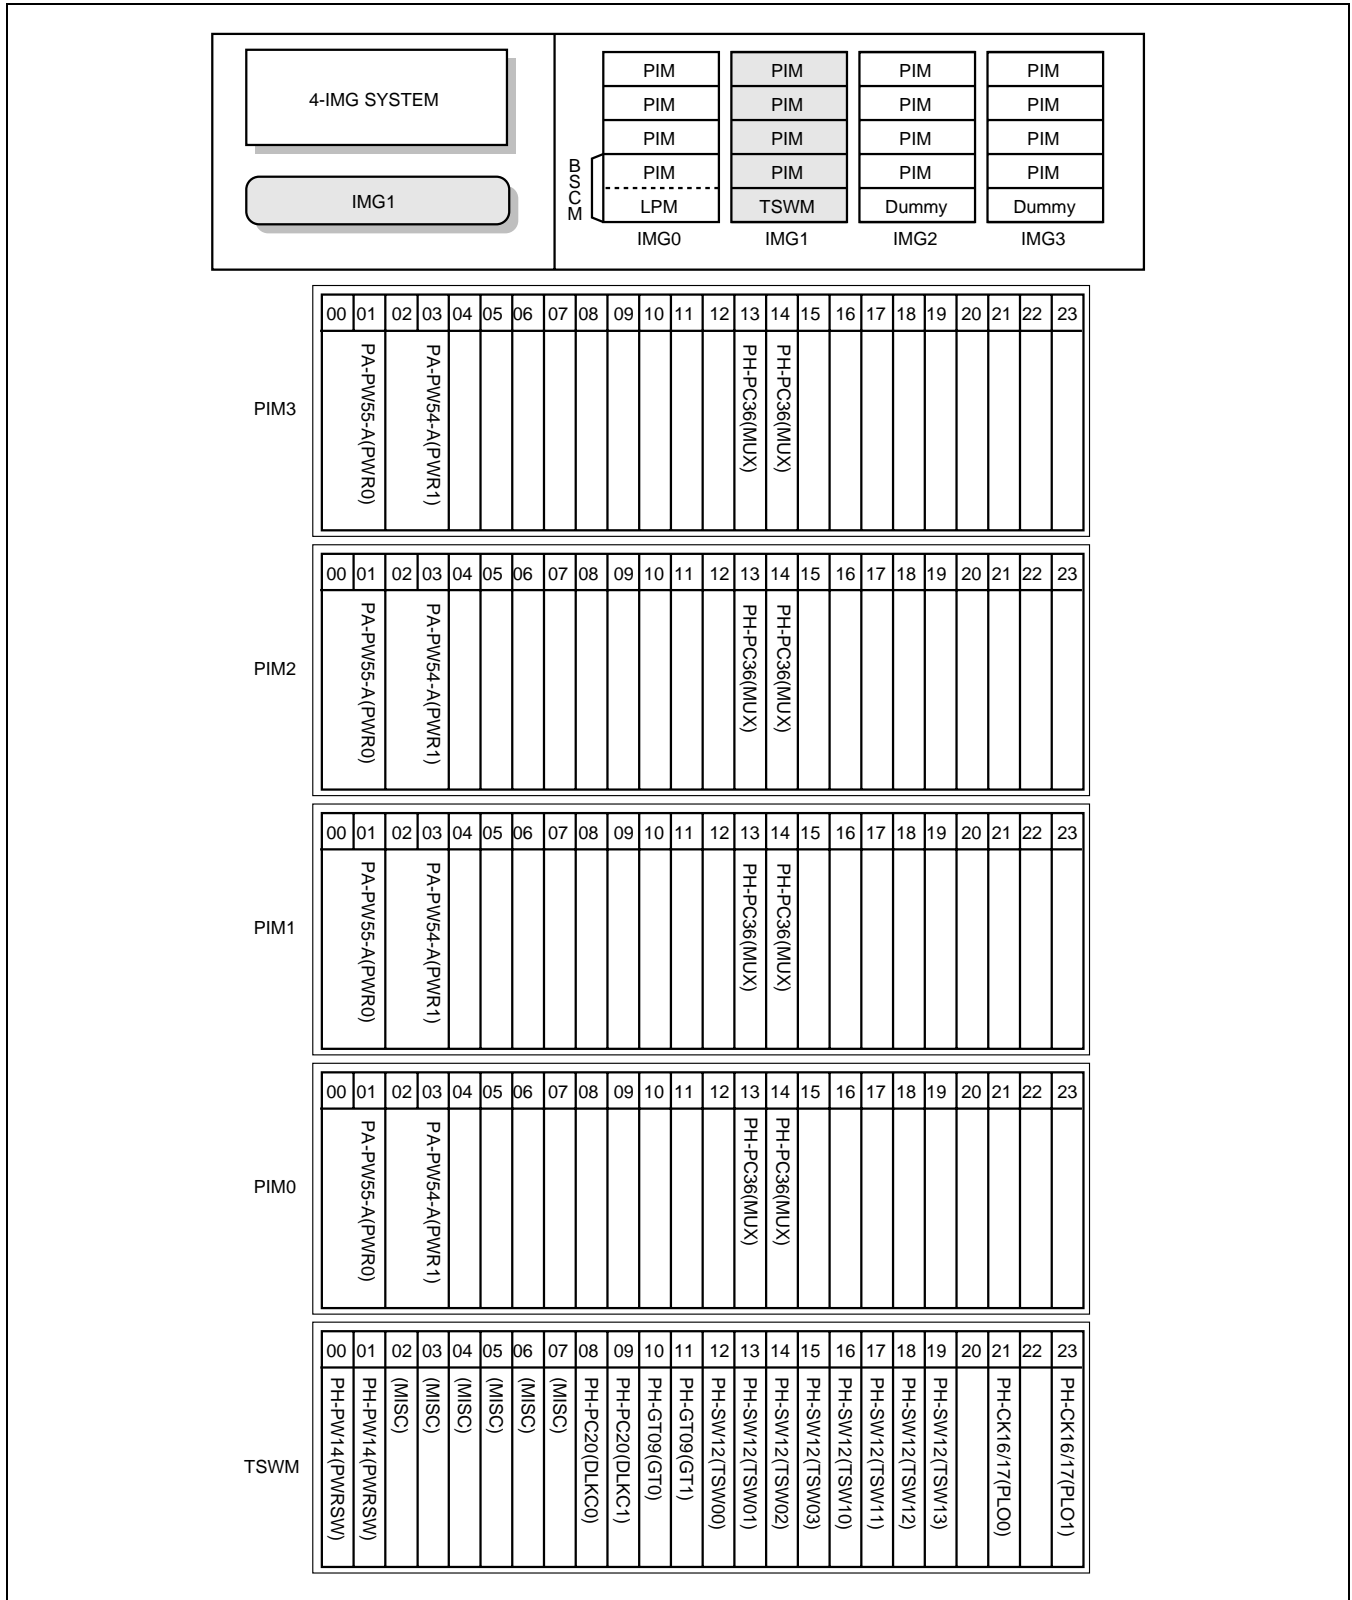 4-IMG SYSTEM
IMG1
BSCM
PIM PIM PIM PIM
PIM PIM PIM PIM
PIM PIM PIM PIM
PIM PIM PIM PIM
LPM TSWM Dummy Dummy
IMG0 IMG1 IMG2 IMG3
PIM3
00 01 02 03 04 05 06 07 08 09 10 11 12 13 14 15 16 17 18 19 20 21 22 23
PA-PW55-A(PWR0)
PA-PW54-A(PWR1)
PH-PC36(MUX)
PH-PC36(MUX)
PIM2
00 01 02 03 04 05 06 07 08 09 10 11 12 13 14 15 16 17 18 19 20 21 22 23
PA-PW55-A(PWR0)
PA-PW54-A(PWR1)
PH-PC36(MUX)
PH-PC36(MUX)
PIM1
00 01 02 03 04 05 06 07 08 09 10 11 12 13 14 15 16 17 18 19 20 21 22 23
PA-PW55-A(PWR0)
PA-PW54-A(PWR1)
PH-PC36(MUX)
PH-PC36(MUX)
PIM0
00 01 02 03 04 05 06 07 08 09 10 11 12 13 14 15 16 17 18 19 20 21 22 23
PA-PW55-A(PWR0)
PA-PW54-A(PWR1)
PH-PC36(MUX)
PH-PC36(MUX)
TSWM
00 01 02 03 04 05 06 07 08 09 10 11 12 13 14 15 16 17 18 19 20 21 22 23
PH-PW14(PWRSW)
PH-PW14(PWRSW)
(MISC)
(MISC)
(MISC)
(MISC)
(MISC)
(MISC)
PH-PC20(DLKC0)
PH-PC20(DLKC1)
PH-GT09(GT0)
PH-GT09(GT1)
PH-SW12(TSW00)
PH-SW12(TSW01)
PH-SW12(TSW02)
PH-SW12(TSW03)
PH-SW12(TSW10)
PH-SW12(TSW11)
PH-SW12(TSW12)
PH-SW12(TSW13)
PH-CK16/17(PLO0)
PH-CK16/17(PLO1)